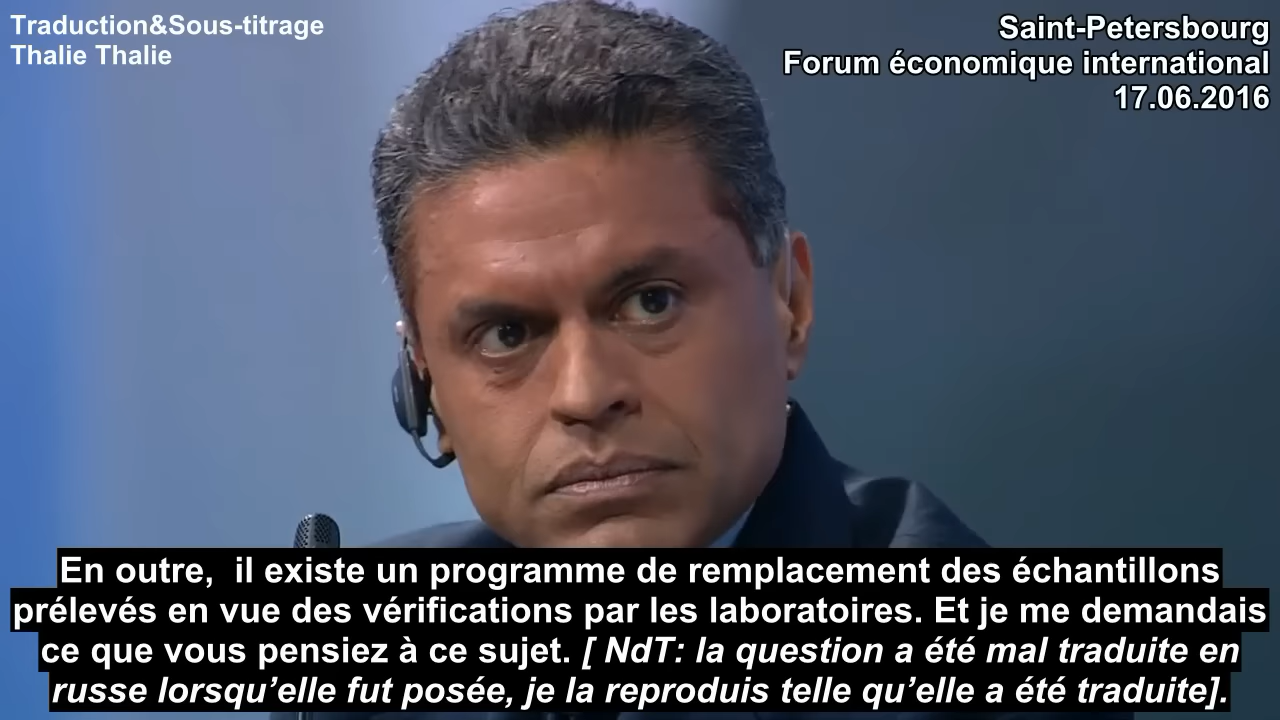 Traduction&Sous-titrage
Thalie Thalie
Saint-Petersbourg
Forum économique international
17.06.2016
En outre,  il existe un programme de remplacement des échantillons
prélevés en vue des vérifications par les laboratoires. Et je me demandais
ce que vous pensiez à ce sujet. [ NdT: la question a été mal traduite en
russe lorsqu’elle fut posée, je la reproduis telle qu’elle a été traduite].